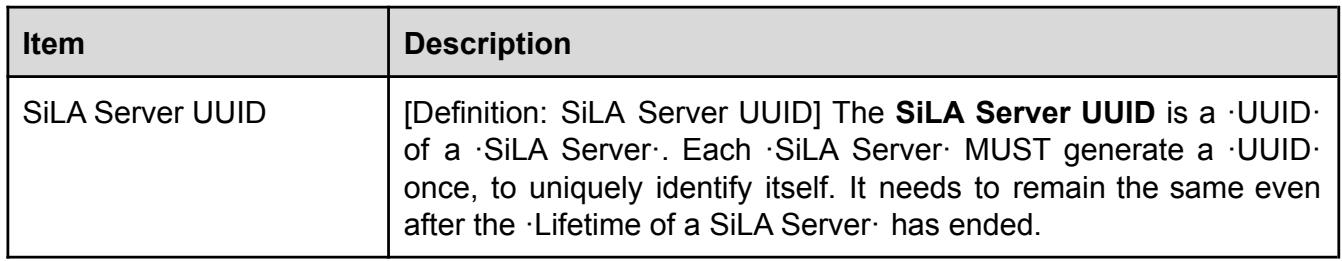 Item Description
SiLA Server UUID [Definition: SiLA Server UUID] The SiLA Server UUID is a ·UUID·
of a ·SiLA Server·. Each ·SiLA Server· MUST generate a ·UUID·
once, to uniquely identify itself. It needs to remain the same even
after the ·Lifetime of a SiLA Server· has ended.